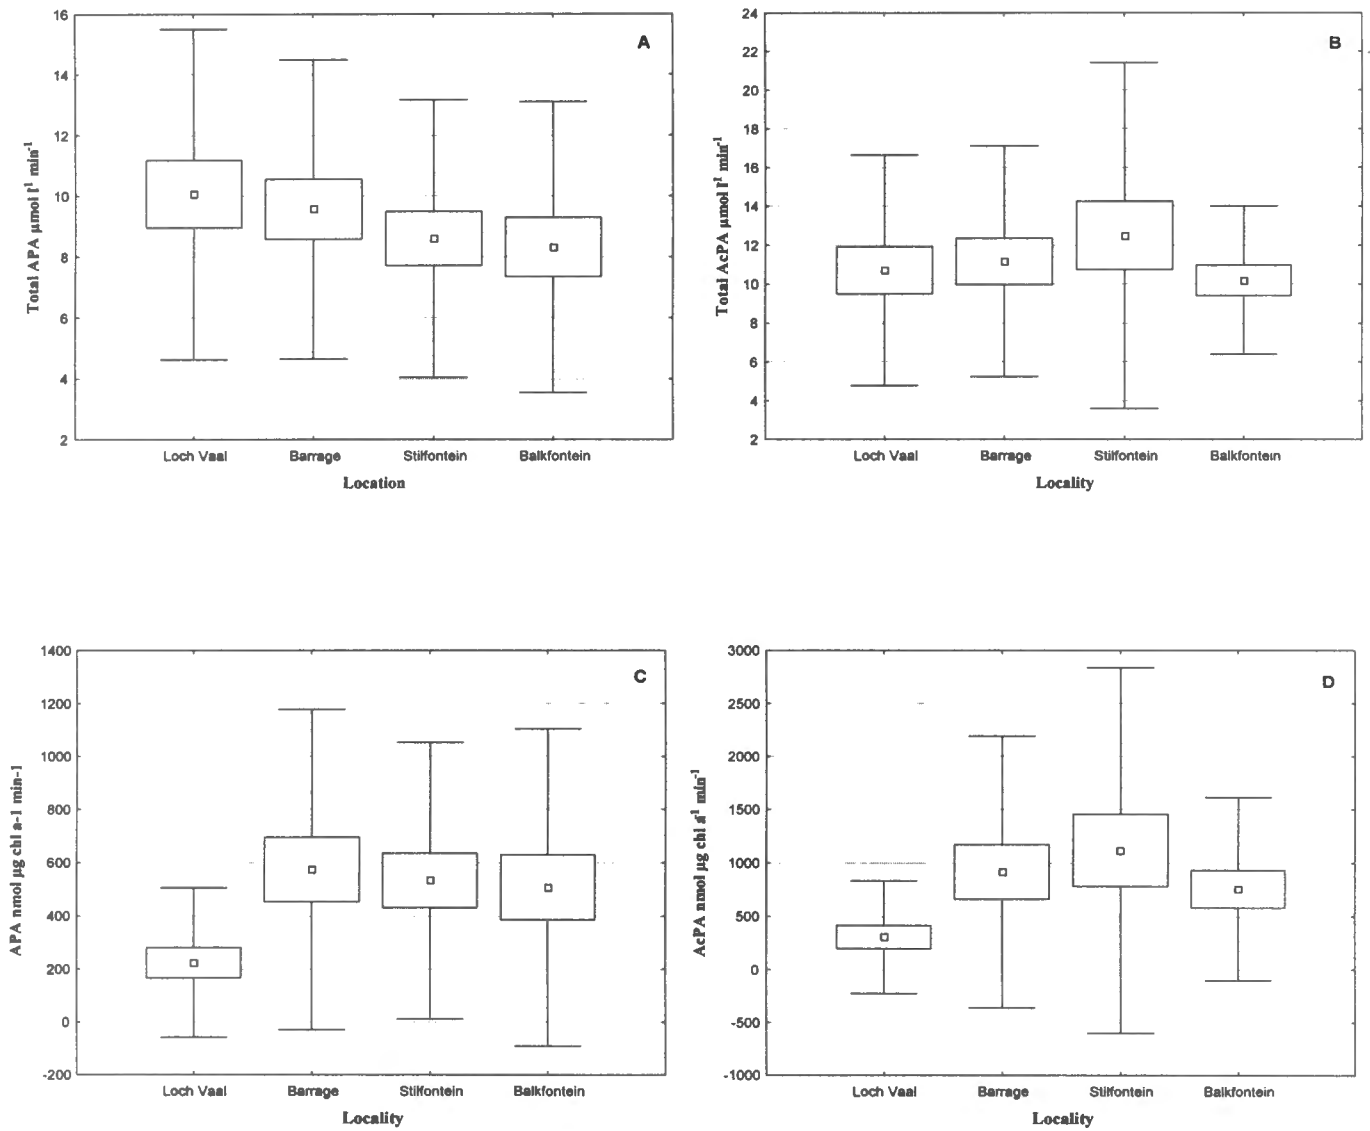 A
Total APA µmol l¹ min⁻¹
16
14
12
10
8
6
4
2
Loch Vaal Barrage Stilfontein Balkfontein
Location
B
Total AcPA µmol l¹ min⁻¹
24
22
20
18
16
14
12
10
8
6
4
2
Loch Vaal Barrage Stilfontein Balkfontein
Locality
C
APA nmol µg chl a-1 min-1
1400
1200
1000
800
600
400
200
0
-200
Loch Vaal Barrage Stilfontein Balkfontein
Locality
D
AcPA nmol µg chl a⁻¹ min⁻¹
3000
2500
2000
1500
1000
500
0
-500
-1000
Loch Vaal Barrage Stilfontein Balkfontein
Locality